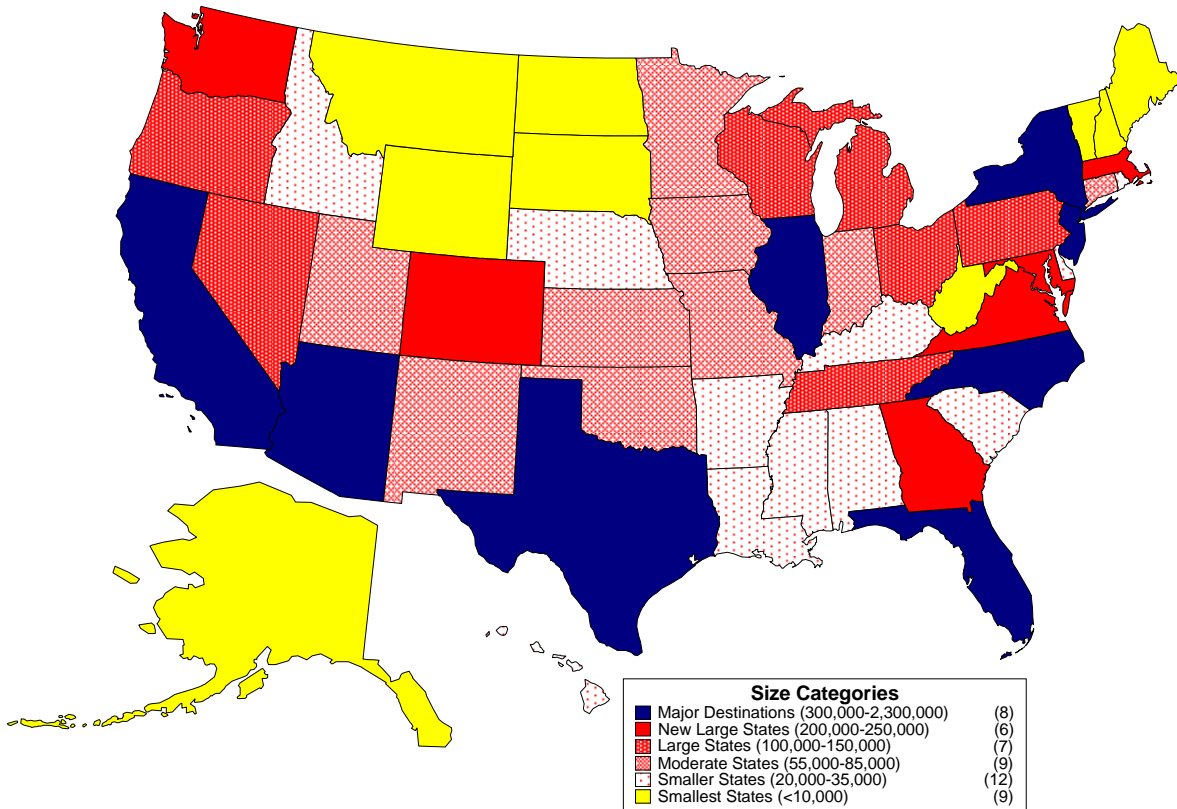 Size Categories
Major Destinations (300,000-2,300,000) (8)
New Large States (200,000-250,000) (6)
Large States (100,000-150,000) (7)
Moderate States (55,000-85,000) (9)
Smaller States (20,000-35,000) (12)
Smallest States (<10,000) (9)